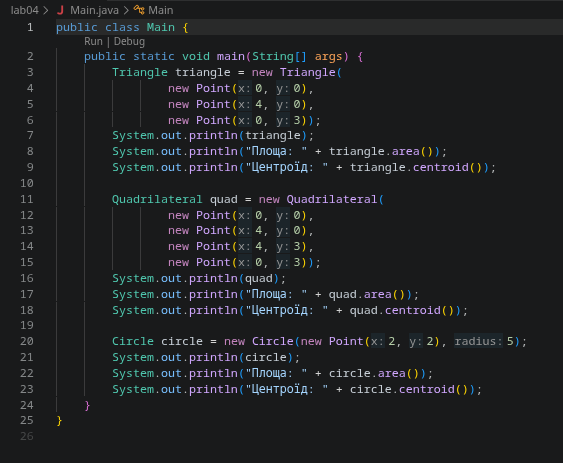 lab04 > Main.java > Main
1 public class Main {
Run | Debug
2 public static void main(String[] args) {
3 Triangle triangle = new Triangle(
4 new Point(x: 0, y: 0),
5 new Point(x: 4, y: 0),
6 new Point(x: 0, y: 3));
7 System.out.println(triangle);
8 System.out.println("Площа: " + triangle.area());
9 System.out.println("Центроїд: " + triangle.centroid());
10
11 Quadrilateral quad = new Quadrilateral(
12 new Point(x: 0, y: 0),
13 new Point(x: 4, y: 0),
14 new Point(x: 4, y: 3),
15 new Point(x: 0, y: 3));
16 System.out.println(quad);
17 System.out.println("Площа: " + quad.area());
18 System.out.println("Центроїд: " + quad.centroid());
19
20 Circle circle = new Circle(new Point(x: 2, y: 2), radius: 5);
21 System.out.println(circle);
22 System.out.println("Площа: " + circle.area());
23 System.out.println("Центроїд: " + circle.centroid());
24 }
25 }
26